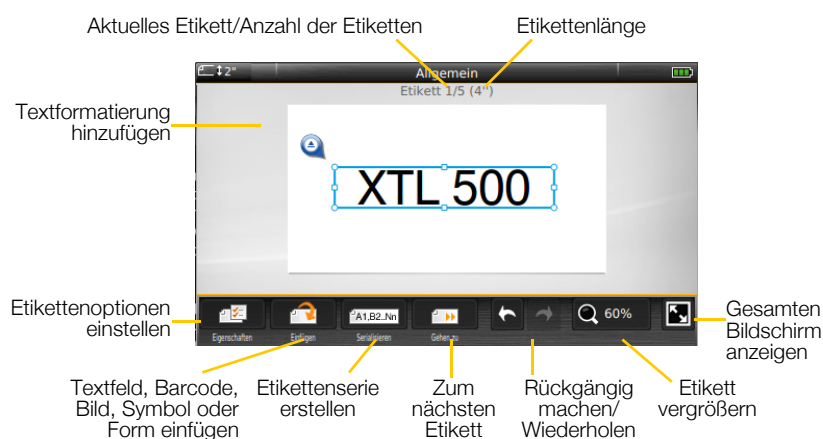 Aktuelles Etikett/Anzahl der Etiketten
Etikettenlänge
2"
Allgemein
Etikett 1/5 (4'')
Textformatierung
hinzufügen
XTL 500
Etikettenoptionen
einstellen
A1,B2..Nn
60%
Eigenschaften
Einfügen
Serialisieren
Gehen zu
Gesamten
Bildschirm
anzeigen
Textfeld, Barcode,
Bild, Symbol oder
Form einfügen
Etikettenserie
erstellen
Zum
nächsten
Etikett
Rückgängig
machen/
Wiederholen
Etikett
vergrößern